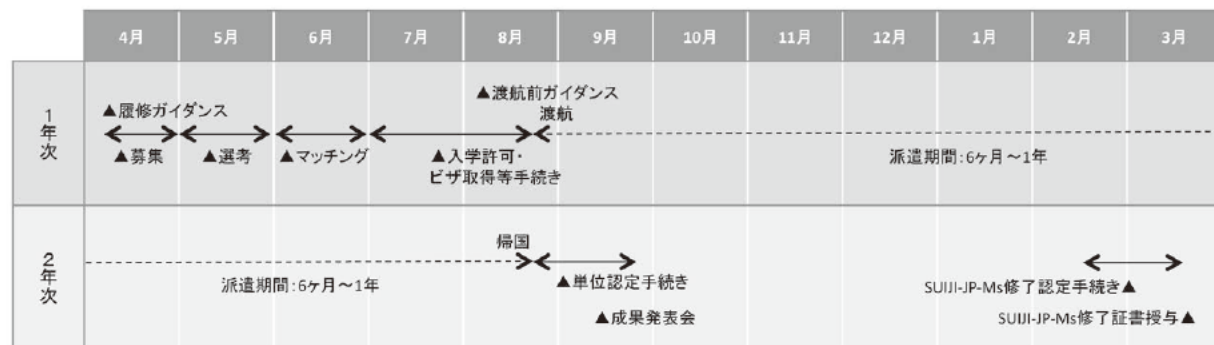 4月 5月 6月 7月 8月 9月 10月 11月 12月 1月 2月 3月
1年次
▲履修ガイダンス
▲渡航前ガイダンス
渡航
▲募集 ▲選考 ▲マッチング ▲入学許可・
ビザ取得等手続き
派遣期間:6ヶ月～1年
2年次
帰国
派遣期間:6ヶ月～1年
▲単位認定手続き
SUIJI-JP-Ms修了認定手続き▲
▲成果発表会
SUIJI-JP-Ms修了証書授与▲